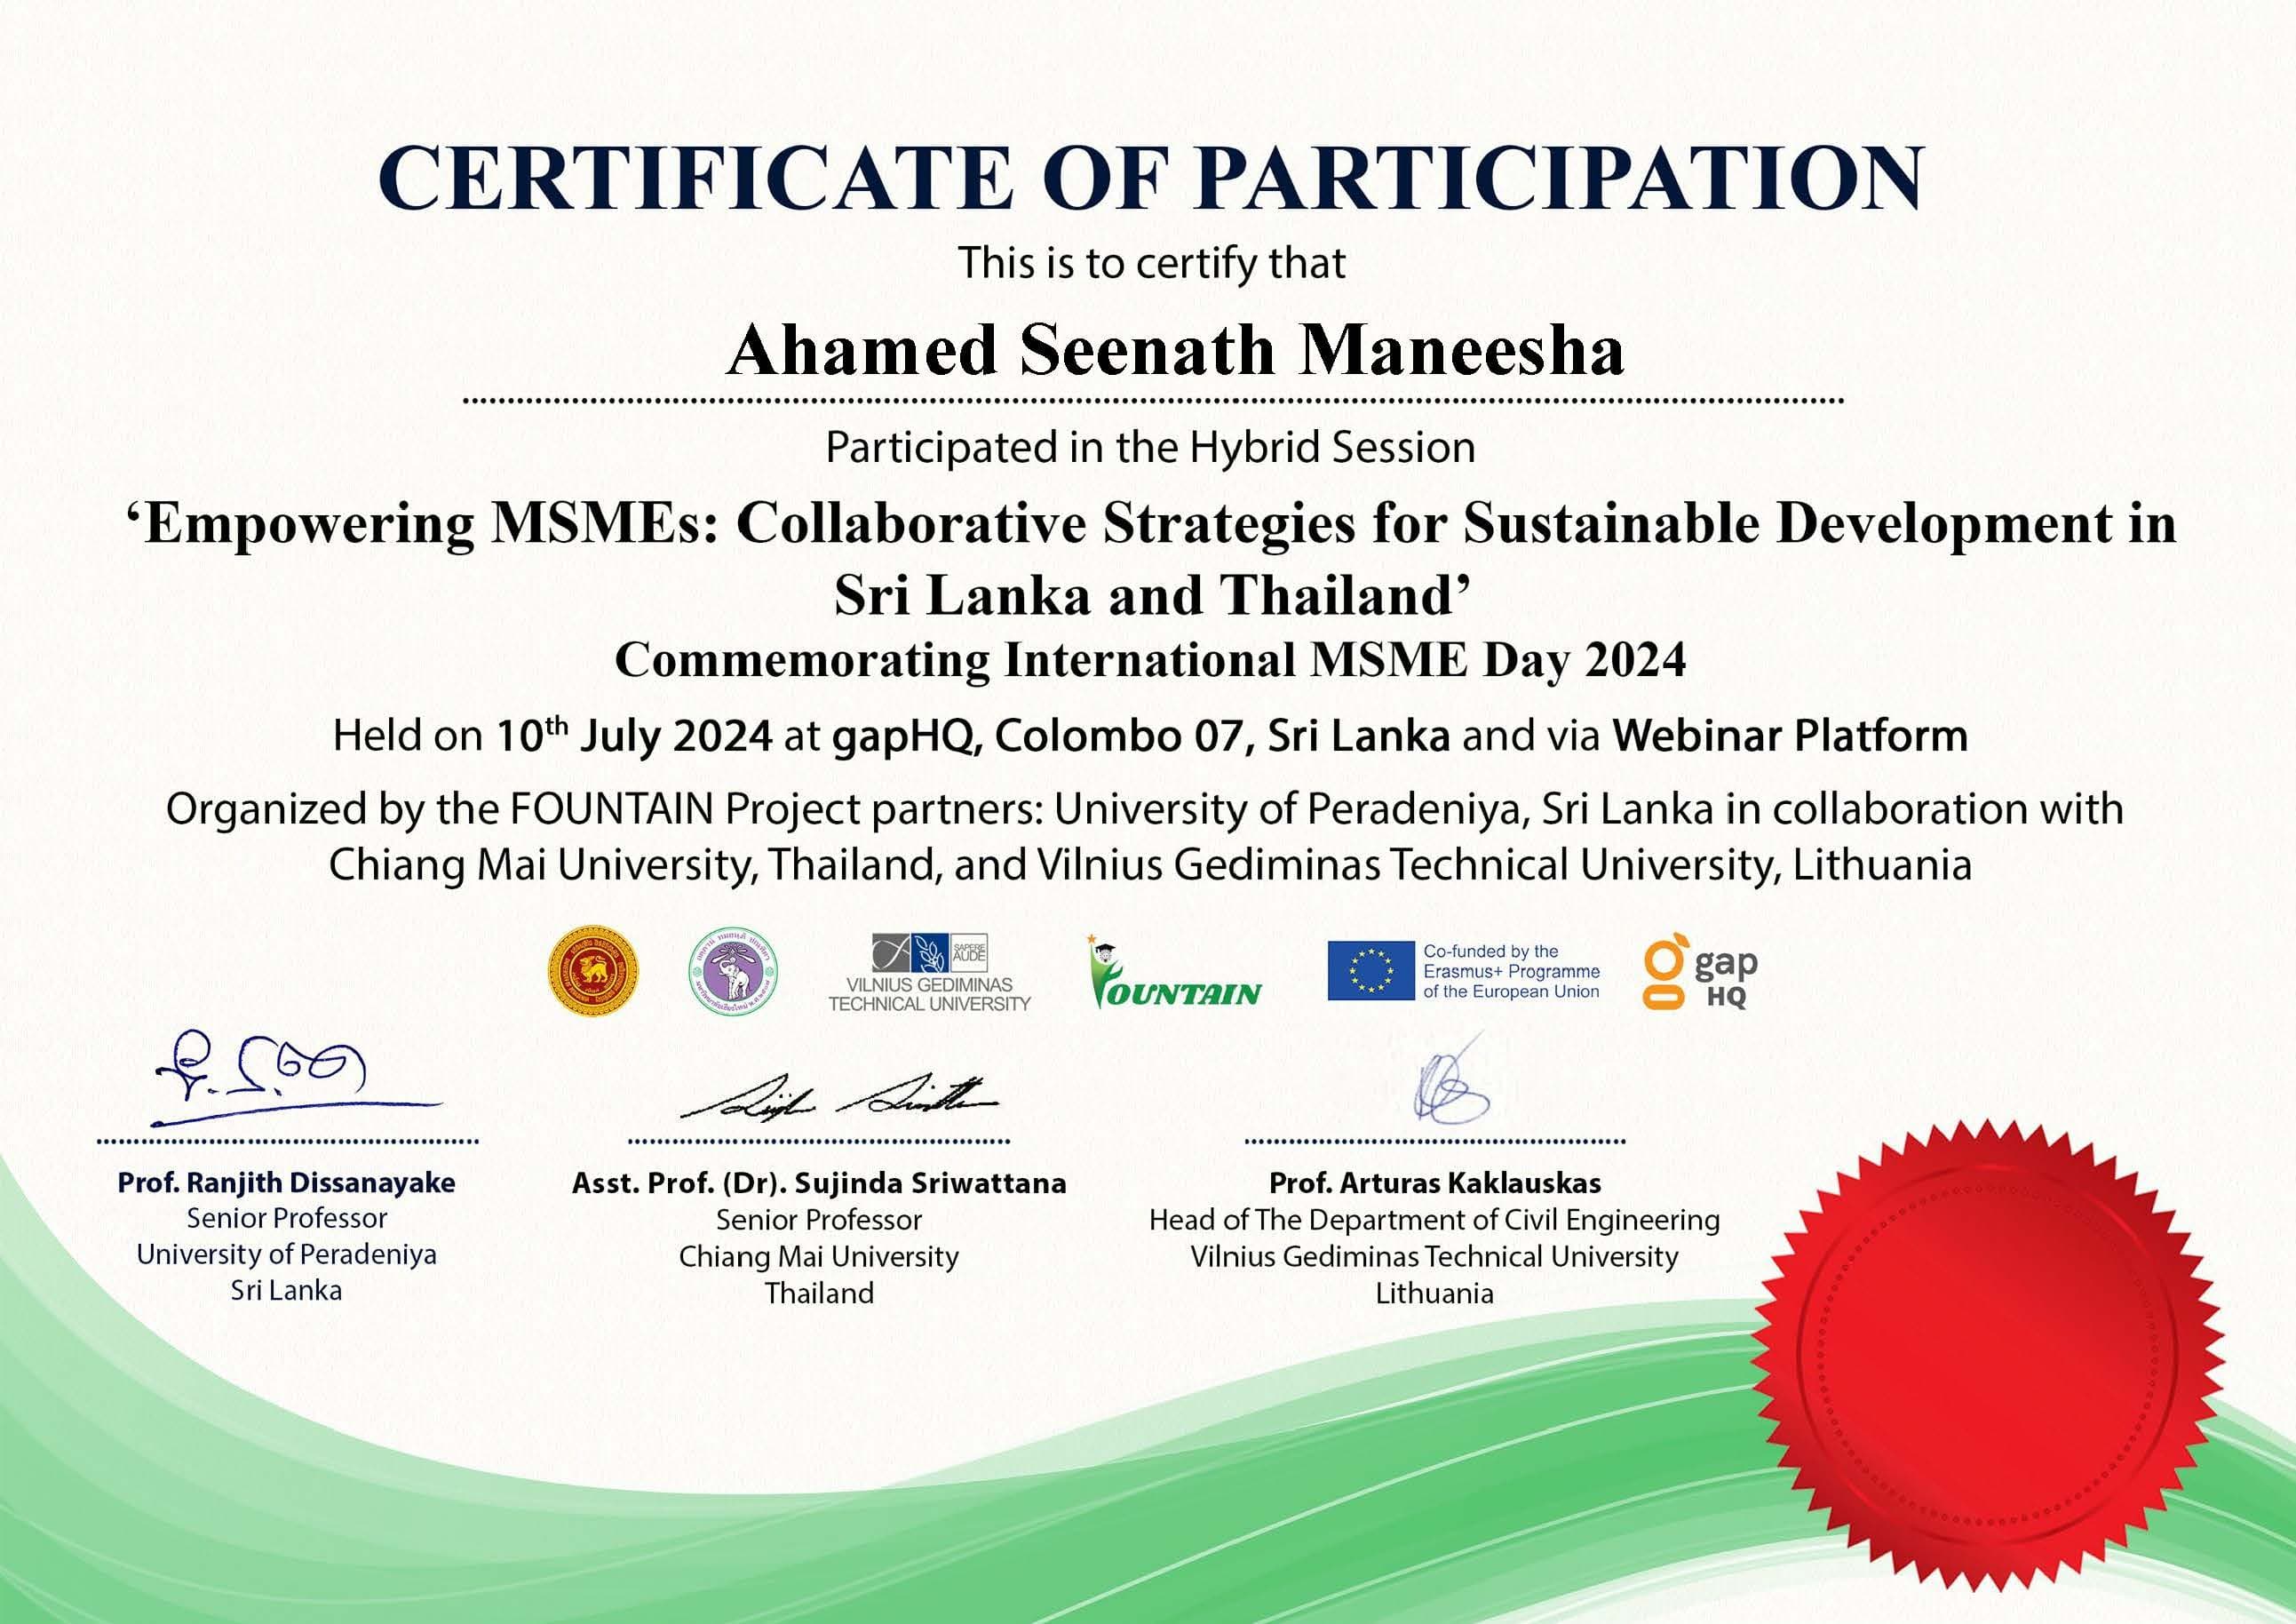 CERTIFICATE OF PARTICIPATION
This is to certify that
Ahamed Seenath Maneesha
Participated in the Hybrid Session
‘Empowering MSMEs: Collaborative Strategies for Sustainable Development in
Sri Lanka and Thailand’
Commemorating International MSME Day 2024
Held on 10th July 2024 at gapHQ, Colombo 07, Sri Lanka and via Webinar Platform
Organized by the FOUNTAIN Project partners: University of Peradeniya, Sri Lanka in collaboration with
Chiang Mai University, Thailand, and Vilnius Gediminas Technical University, Lithuania
SAPERE
AUDE
VILNIUS GEDIMINAS
TECHNICAL UNIVERSITY
FOUNTAIN
Co-funded by the
Erasmus+ Programme
of the European Union
gap
HQ
Prof. Ranjith Dissanayake
Senior Professor
University of Peradeniya
Sri Lanka
Asst. Prof. (Dr). Sujinda Sriwattana
Senior Professor
Chiang Mai University
Thailand
Prof. Arturas Kaklauskas
Head of The Department of Civil Engineering
Vilnius Gediminas Technical University
Lithuania